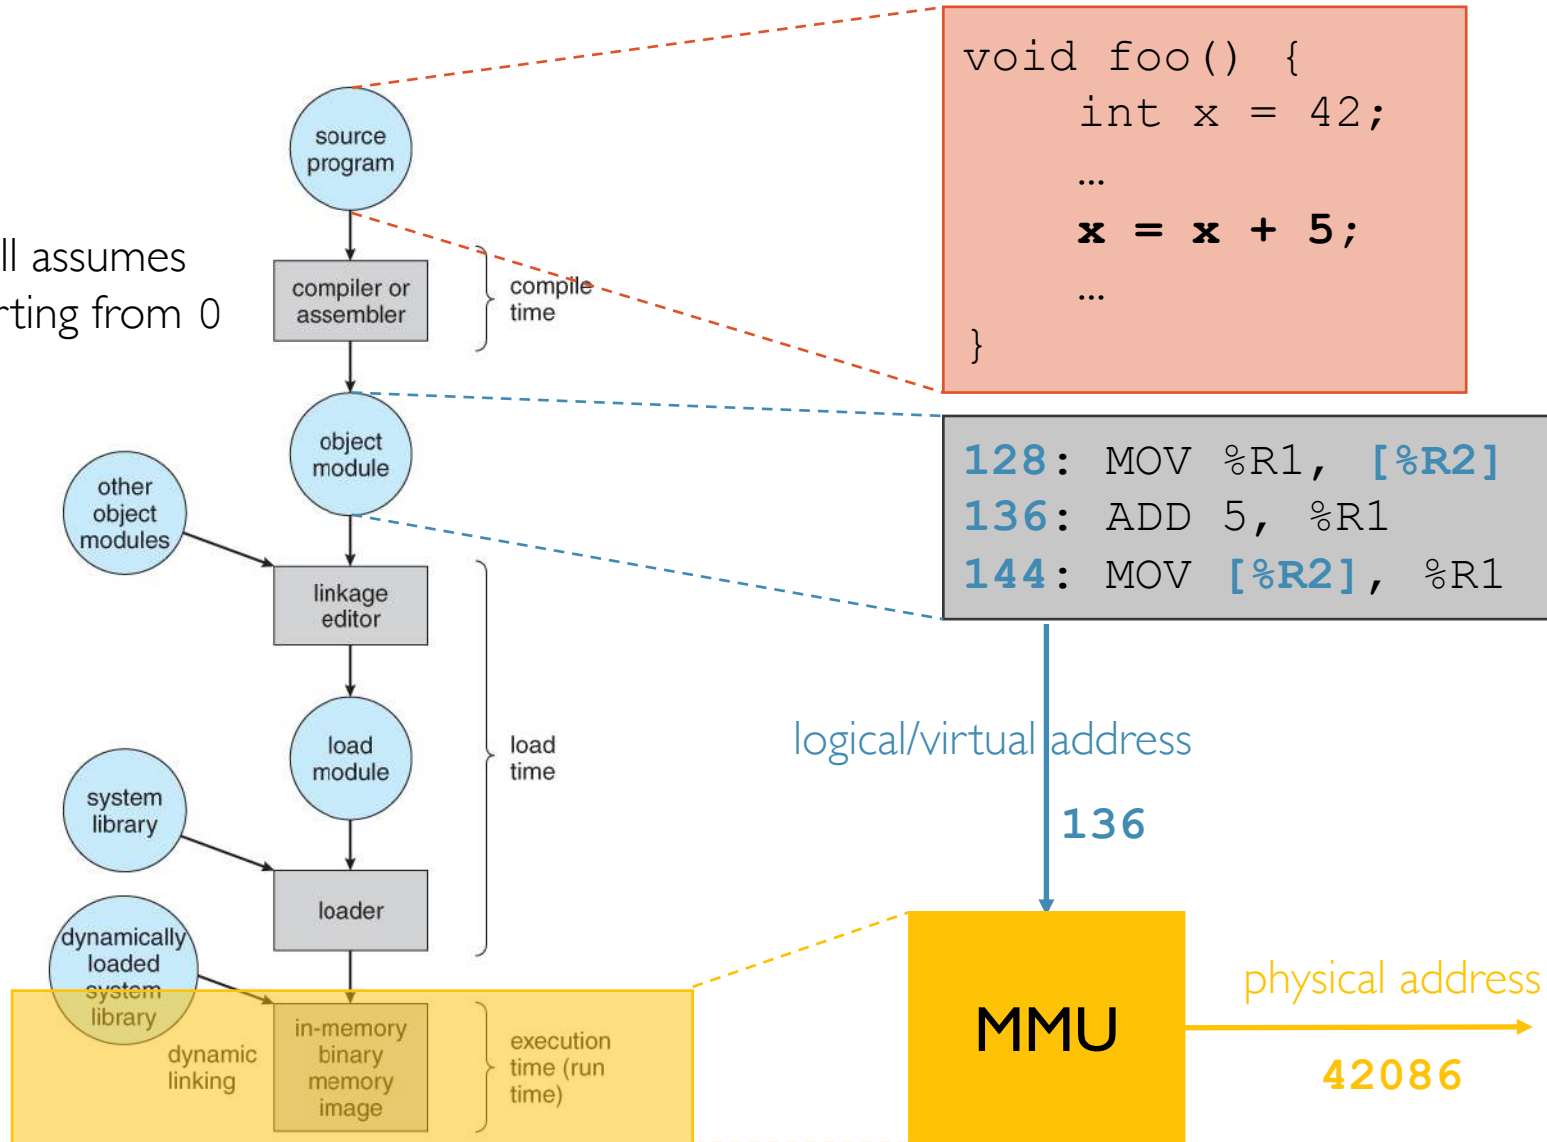 void foo() {
int x = 42;
…
x = x + 5;
…
}
source
program
ll assumes
rting from 0
compiler or
assembler
compile
time
object
module
128: MOV %R1, [%R2]
136: ADD 5, %R1
144: MOV [%R2], %R1
other
object
modules
linkage
editor
load
module
load
time
logical/virtual address
136
system
library
loader
dynamically
loaded
system
library
dynamic
linking
in-memory
binary
memory
image
execution
time (run
time)
MMU
physical address
42086